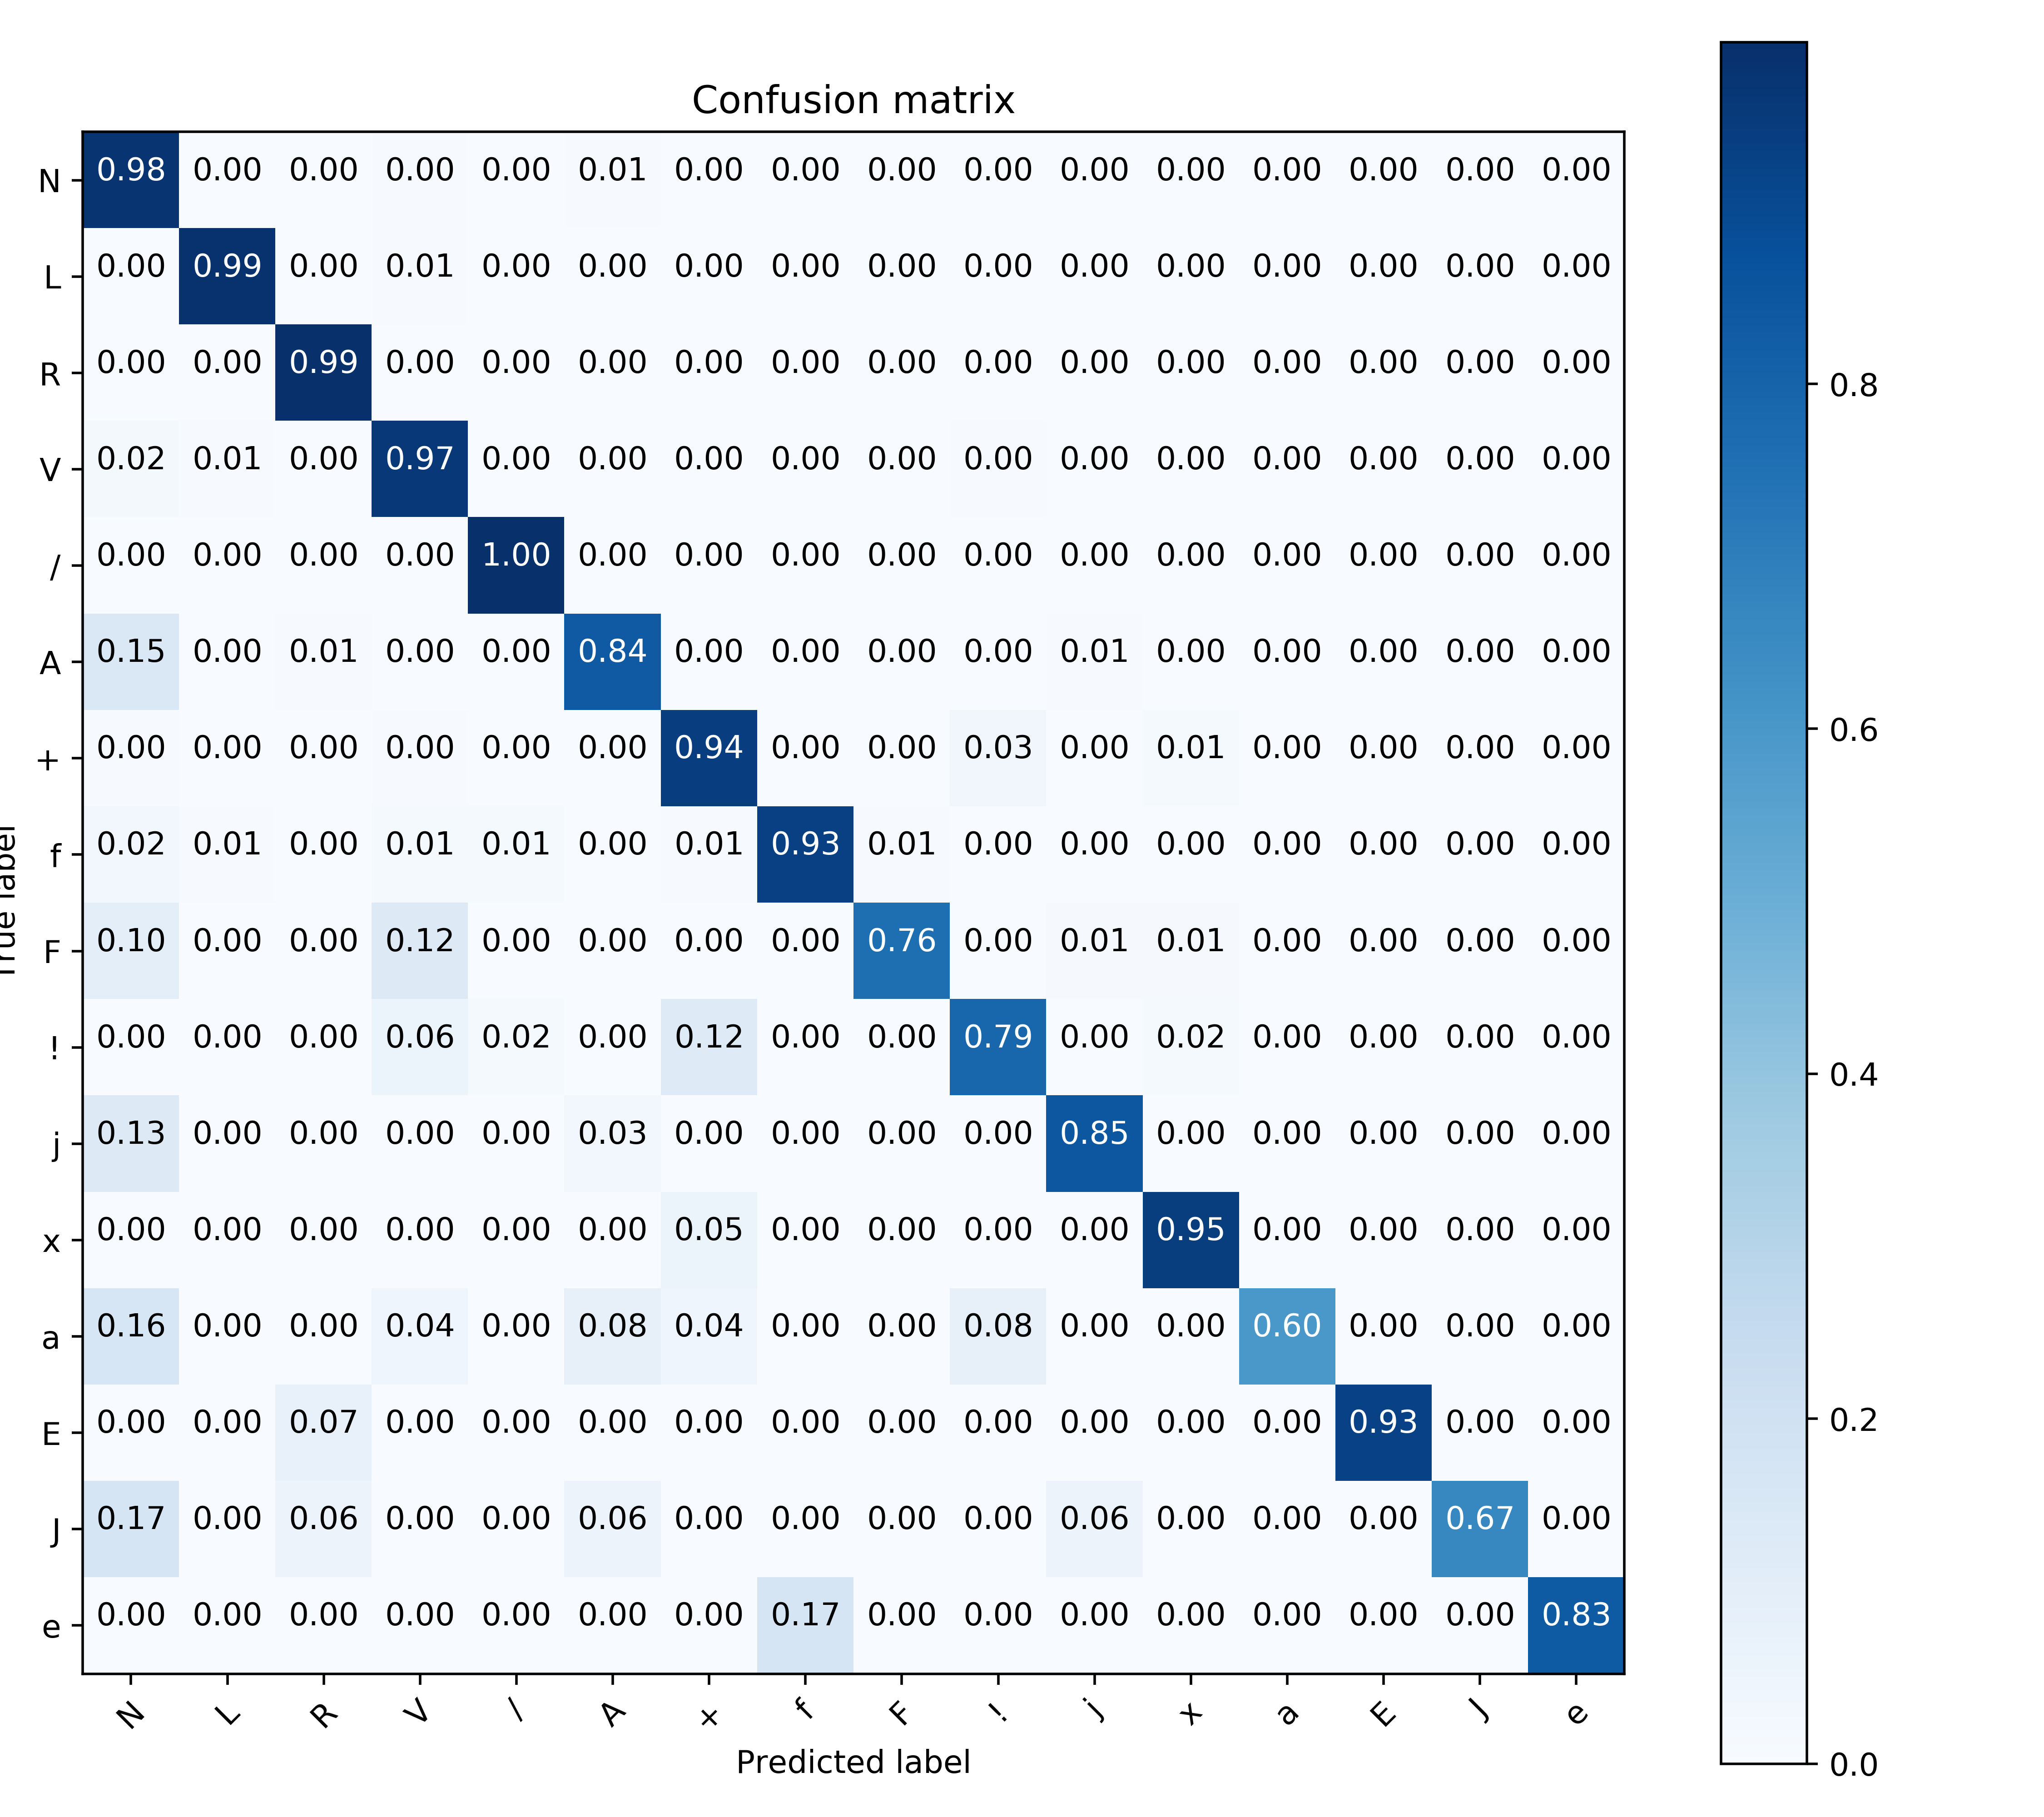 Confusion matrix
N 0.98 0.00 0.00 0.00 0.00 0.01 0.00 0.00 0.00 0.00 0.00 0.00 0.00 0.00 0.00 0.00
L 0.00 0.99 0.00 0.01 0.00 0.00 0.00 0.00 0.00 0.00 0.00 0.00 0.00 0.00 0.00 0.00
R 0.00 0.00 0.99 0.00 0.00 0.00 0.00 0.00 0.00 0.00 0.00 0.00 0.00 0.00 0.00 0.00
V 0.02 0.01 0.00 0.97 0.00 0.00 0.00 0.00 0.00 0.00 0.00 0.00 0.00 0.00 0.00 0.00
/ 0.00 0.00 0.00 0.00 1.00 0.00 0.00 0.00 0.00 0.00 0.00 0.00 0.00 0.00 0.00 0.00
A 0.15 0.00 0.01 0.00 0.00 0.84 0.00 0.00 0.00 0.00 0.01 0.00 0.00 0.00 0.00 0.00
+ 0.00 0.00 0.00 0.00 0.00 0.00 0.94 0.00 0.00 0.03 0.00 0.01 0.00 0.00 0.00 0.00
f 0.02 0.01 0.00 0.01 0.01 0.00 0.01 0.93 0.01 0.00 0.00 0.00 0.00 0.00 0.00 0.00
F 0.10 0.00 0.00 0.12 0.00 0.00 0.00 0.00 0.76 0.00 0.01 0.01 0.00 0.00 0.00 0.00
! 0.00 0.00 0.00 0.06 0.02 0.00 0.12 0.00 0.00 0.79 0.00 0.02 0.00 0.00 0.00 0.00
j 0.13 0.00 0.00 0.00 0.00 0.03 0.00 0.00 0.00 0.00 0.85 0.00 0.00 0.00 0.00 0.00
x 0.00 0.00 0.00 0.00 0.00 0.00 0.05 0.00 0.00 0.00 0.00 0.95 0.00 0.00 0.00 0.00
a 0.16 0.00 0.00 0.04 0.00 0.08 0.04 0.00 0.00 0.08 0.00 0.00 0.60 0.00 0.00 0.00
E 0.00 0.00 0.07 0.00 0.00 0.00 0.00 0.00 0.00 0.00 0.00 0.00 0.00 0.93 0.00 0.00
J 0.17 0.00 0.06 0.00 0.00 0.06 0.00 0.00 0.00 0.00 0.06 0.00 0.00 0.00 0.67 0.00
e 0.00 0.00 0.00 0.00 0.00 0.00 0.00 0.17 0.00 0.00 0.00 0.00 0.00 0.00 0.00 0.83
N L R V / A + f F ! j x a E J e
Predicted label
True label
0.8
0.6
0.4
0.2
0.0